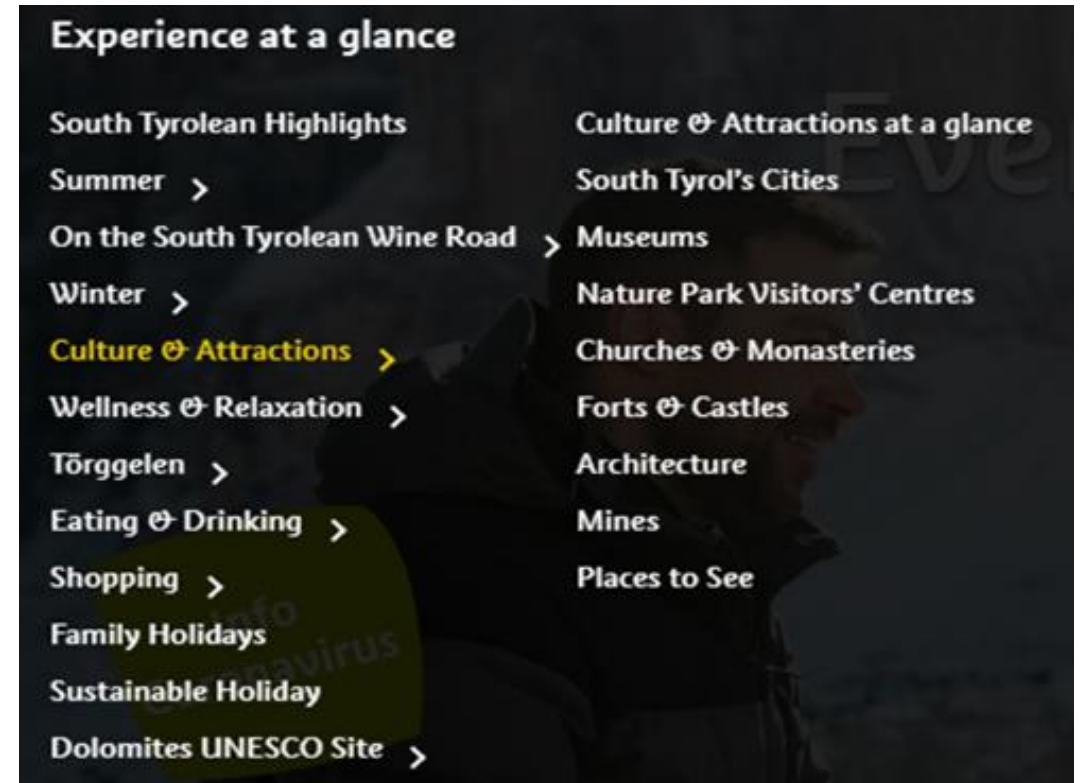 Experience at a glance
South Tyrolean Highlights
Summer
On the South Tyrolean Wine Road
Winter
Culture & Attractions
Wellness & Relaxation
Törggelen
Eating & Drinking
Shopping
Family Holidays
Sustainable Holiday
Dolomites UNESCO Site
Culture & Attractions at a glance
South Tyrol's Cities
Museums
Nature Park Visitors' Centres
Churches & Monasteries
Forts & Castles
Architecture
Mines
Places to See
Ever
info